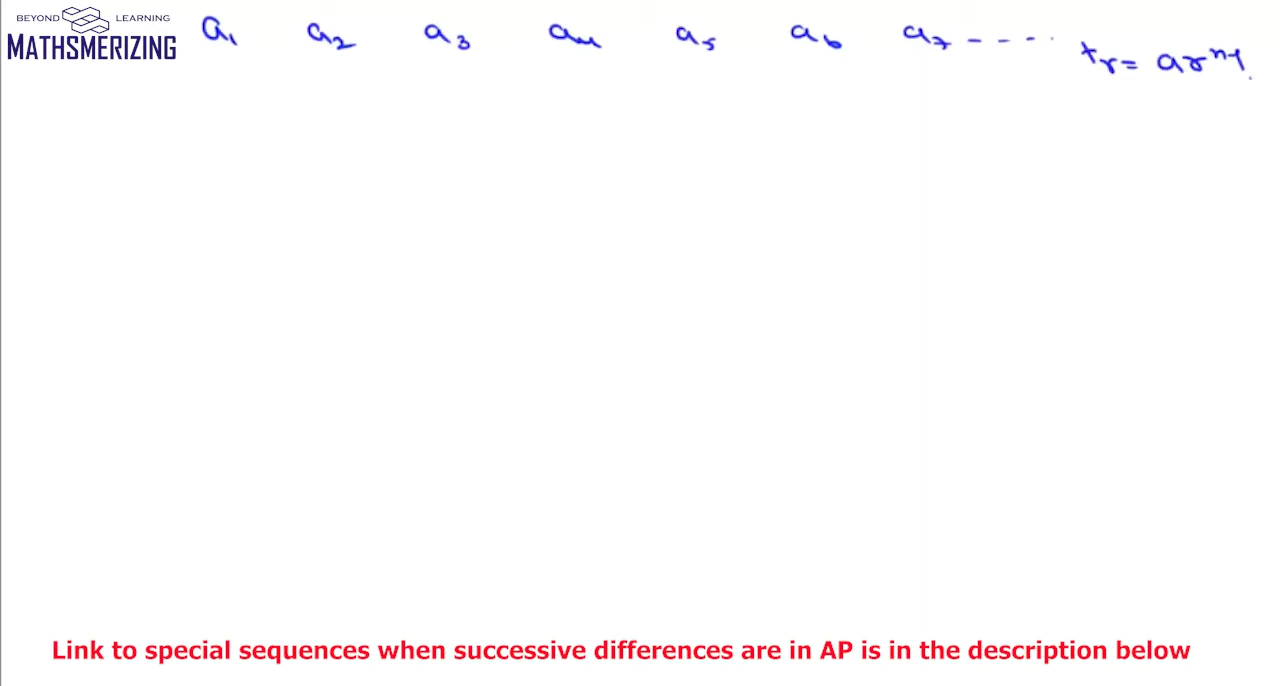 BEYOND LEARNING
MATHSMERIZING
a₁ a₂ a₃ a₄ a₅ a₆ a₇ -----
tᵣ = arⁿ⁻¹
Link to special sequences when successive differences are in AP is in the description below